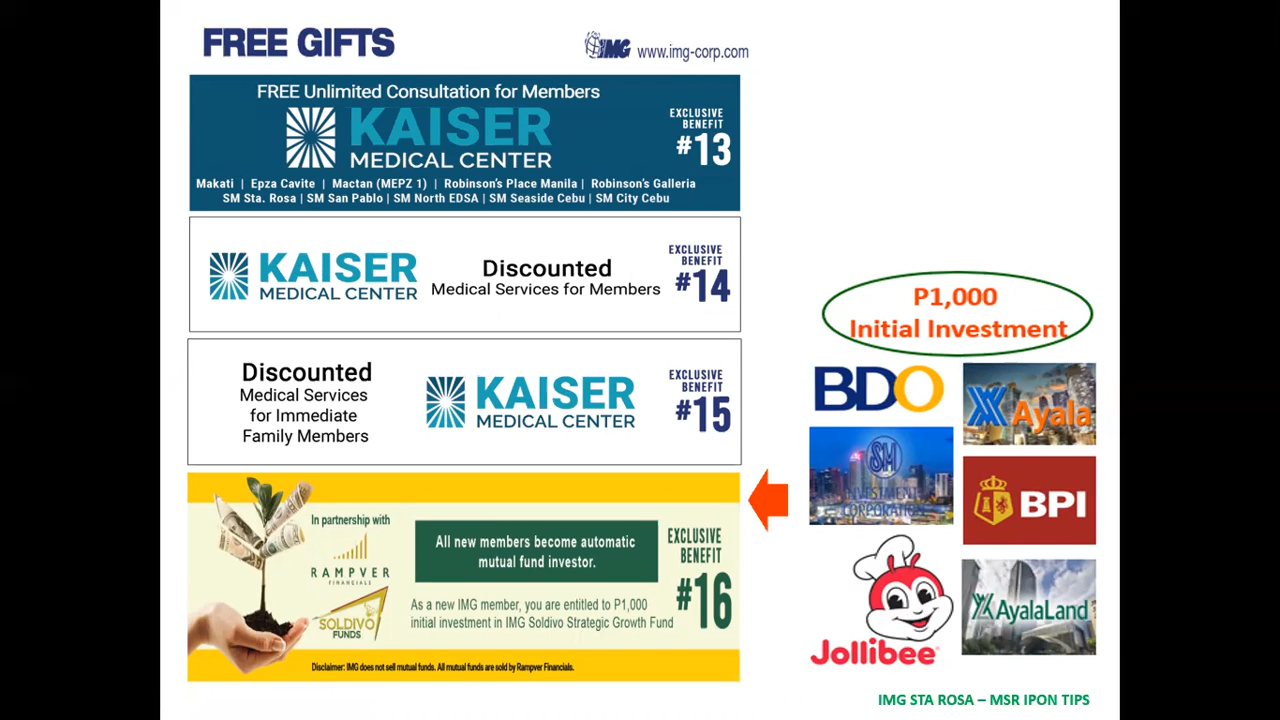 FREE GIFTS
IMG www.img-corp.com
FREE Unlimited Consultation for Members
KAISER
MEDICAL CENTER
EXCLUSIVE
BENEFIT
#13
Makati | Epza Cavite | Mactan (MEPZ 1) | Robinson's Place Manila | Robinson's Galleria
SM Sta. Rosa | SM San Pablo | SM North EDSA | SM Seaside Cebu | SM City Cebu
KAISER
MEDICAL CENTER
Discounted
Medical Services for Members
EXCLUSIVE
BENEFIT
#14
Discounted
Medical Services
for Immediate
Family Members
KAISER
MEDICAL CENTER
EXCLUSIVE
BENEFIT
#15
In partnership with
RAMPVER
FINANCIALS
SOLDIVO
FUNDS
All new members become automatic
mutual fund investor.
As a new IMG member, you are entitled to P1,000
initial investment in IMG Soldivo Strategic Growth Fund
EXCLUSIVE
BENEFIT
#16
Disclaimer: IMG does not sell mutual funds. All mutual funds are sold by Rampver Financials.
P1,000
Initial Investment
BDO
Ayala
SM
INVESTMENTS
CORPORATION
BPI
Jollibee
AyalaLand
IMG STA ROSA – MSR IPON TIPS